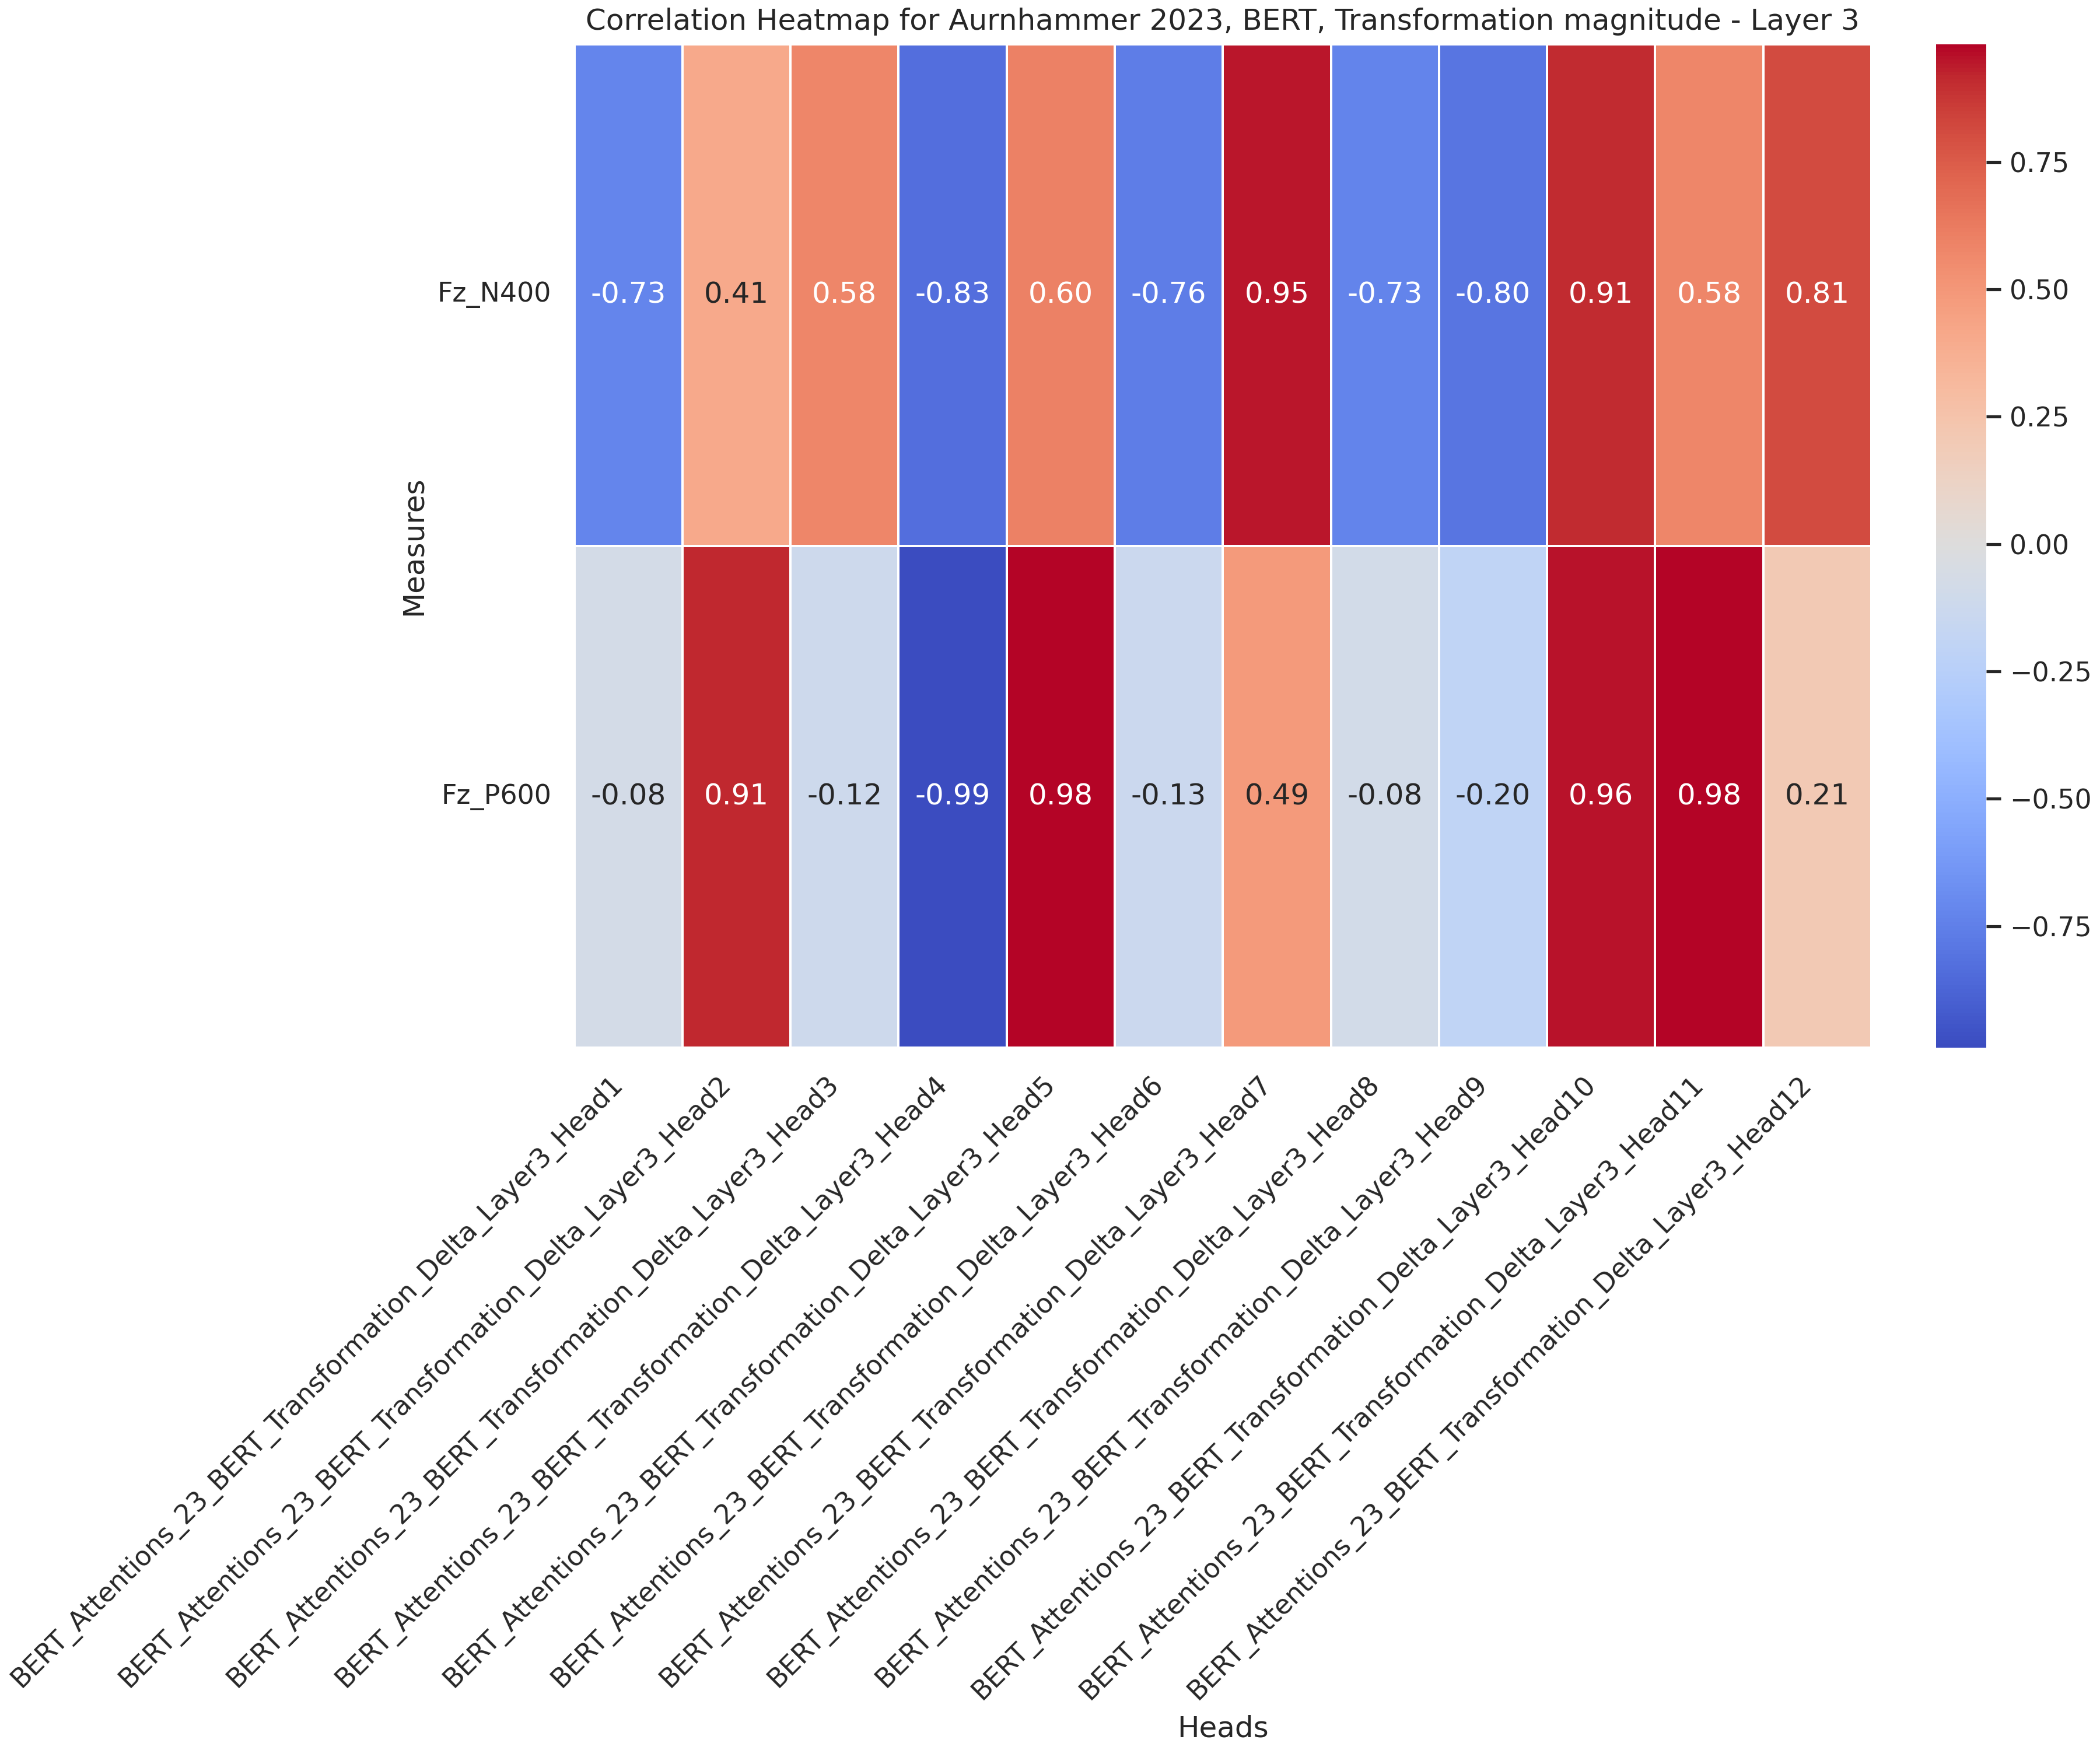 Correlation Heatmap for Aurnhammer 2023, BERT, Transformation magnitude - Layer 3
Measures
Fz_N400
-0.73 0.41 0.58 -0.83 0.60 -0.76 0.95 -0.73 -0.80 0.91 0.58 0.81
Fz_P600
-0.08 0.91 -0.12 -0.99 0.98 -0.13 0.49 -0.08 -0.20 0.96 0.98 0.21
0.75
0.50
0.25
0.00
−0.25
−0.50
−0.75
BERT_Attentions_23_BERT_Transformation_Delta_Layer3_Head1
BERT_Attentions_23_BERT_Transformation_Delta_Layer3_Head2
BERT_Attentions_23_BERT_Transformation_Delta_Layer3_Head3
BERT_Attentions_23_BERT_Transformation_Delta_Layer3_Head4
BERT_Attentions_23_BERT_Transformation_Delta_Layer3_Head5
BERT_Attentions_23_BERT_Transformation_Delta_Layer3_Head6
BERT_Attentions_23_BERT_Transformation_Delta_Layer3_Head7
BERT_Attentions_23_BERT_Transformation_Delta_Layer3_Head8
BERT_Attentions_23_BERT_Transformation_Delta_Layer3_Head9
BERT_Attentions_23_BERT_Transformation_Delta_Layer3_Head10
BERT_Attentions_23_BERT_Transformation_Delta_Layer3_Head11
BERT_Attentions_23_BERT_Transformation_Delta_Layer3_Head12
Heads